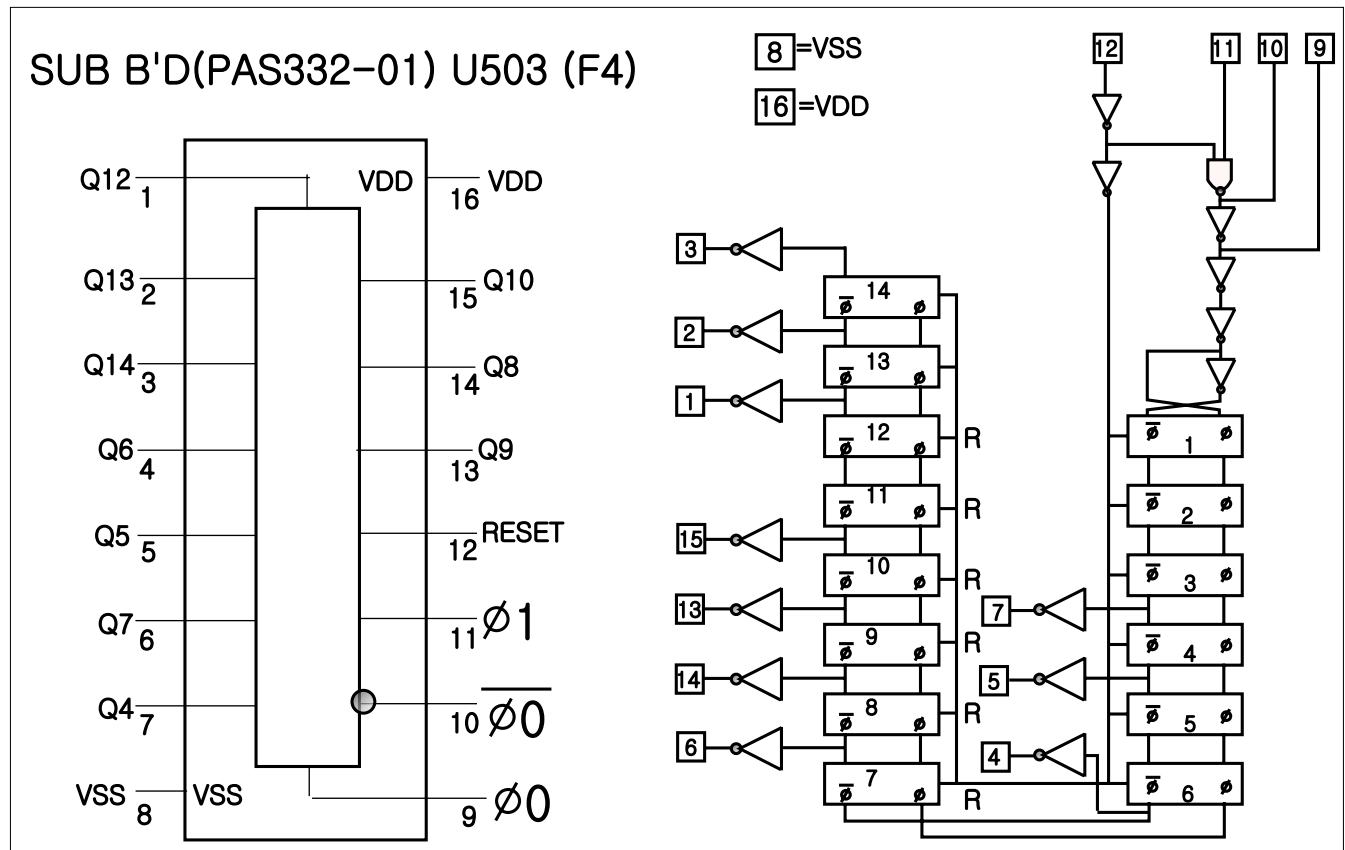 SUB B'D(PAS332-01) U503 (F4)
Q12 1
VDD
16 VDD
Q13 2
15 Q10
Q14 3
14 Q8
Q6 4
13 Q9
Q5 5
12 RESET
Q7 6
11 ∅1
Q4 7
10 ∅0̅
VSS 8
VSS
9 ∅0
8 =VSS
16 =VDD
12 11 10 9
3
14
ϕ̅ ϕ
2
13
ϕ̅ ϕ
1
12
ϕ̅ ϕ
R
11
ϕ̅ ϕ
R
15
10
ϕ̅ ϕ
R
13
9
ϕ̅ ϕ
R
14
8
ϕ̅ ϕ
R
6
7
ϕ̅ ϕ
R
ϕ̅ 1 ϕ
ϕ̅ 2 ϕ
ϕ̅ 3 ϕ
7
ϕ̅ 4 ϕ
5
ϕ̅ 5 ϕ
4
ϕ̅ 6 ϕ